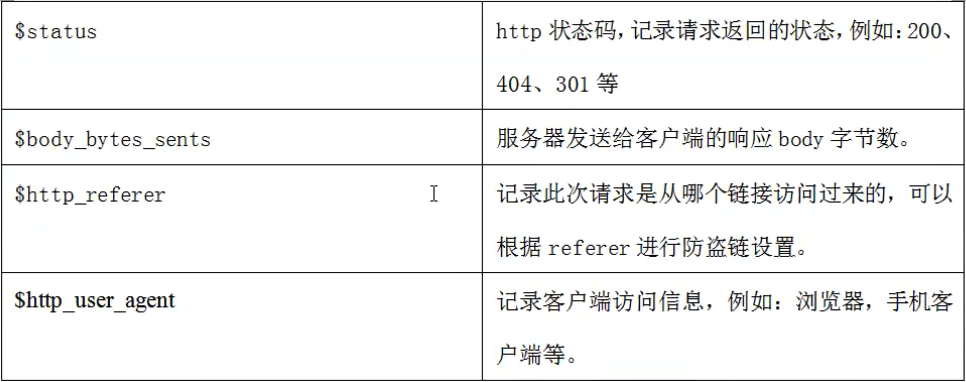 $status
http 状态码，记录请求返回的状态，例如：200、
404、301 等
$body_bytes_sents
服务器发送给客户端的响应 body 字节数。
$http_referer
记录此次请求是从哪个链接访问过来的，可以
根据 referer 进行防盗链设置。
$http_user_agent
记录客户端访问信息，例如：浏览器，手机客
户端等。